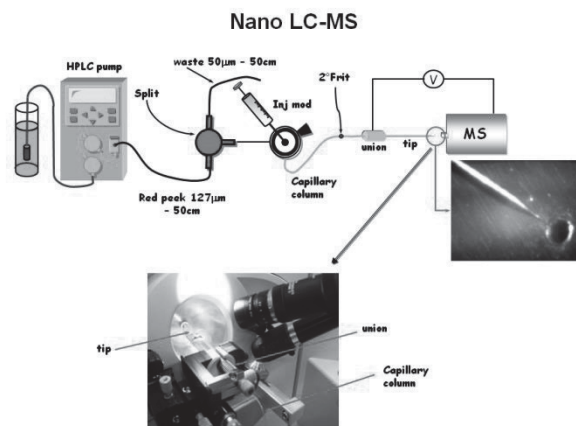 Nano LC-MS
HPLC pump
waste 50µm - 50cm
Split
Inj mod
2°Frit
V
union
tip
MS
Capillary
column
Red peek 127µm
- 50cm
tip
union
Capillary
column